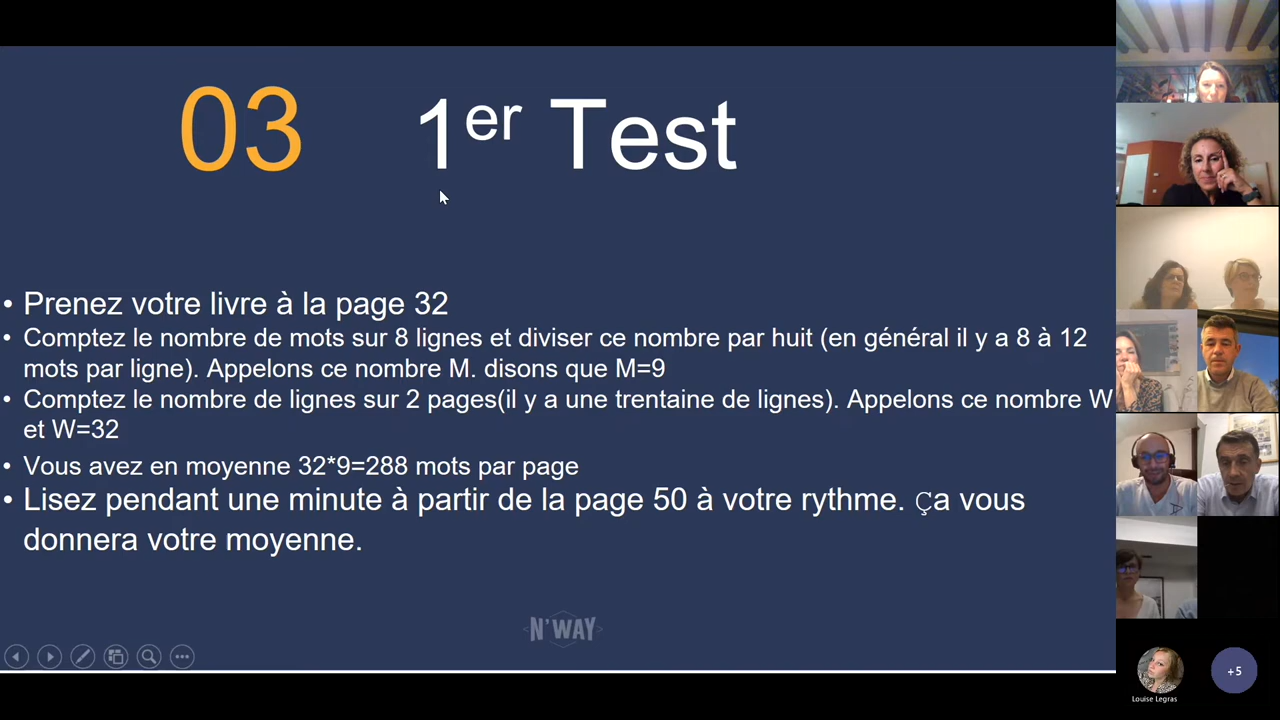 03 1er Test
• Prenez votre livre à la page 32
• Comptez le nombre de mots sur 8 lignes et diviser ce nombre par huit (en général il y a 8 à 12
mots par ligne). Appelons ce nombre M. disons que M=9
• Comptez le nombre de lignes sur 2 pages(il y a une trentaine de lignes). Appelons ce nombre W
et W=32
• Vous avez en moyenne 32*9=288 mots par page
• Lisez pendant une minute à partir de la page 50 à votre rythme. Ça vous
donnera votre moyenne.
N'WAY
+5
Louise Legras